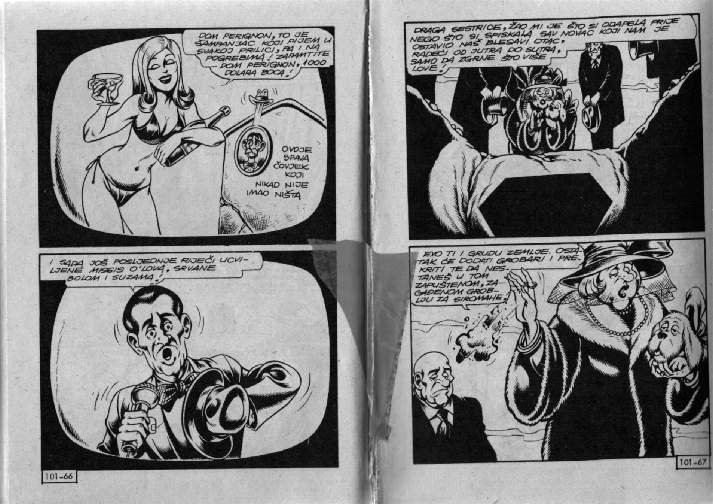 DOM PERIGNON, TO JE
ŠAMPANJAC KOJI PIJEM U
SVAKOJ PRILICI, PA I NA
POGREBIMA! ZAPAMTITE
DOM PERIGNON, 1000
DOLARA BOCA!
OVDJE
SPAVA
ČOVJEK
KOJI
NIKAD NIJE
IMAO NIŠTA
I SADA JOŠ POSLJEDNJE RIJEČI UCVI-
LJENE MISSIS O'LOVA, SRVANE
BOLOM I SUZAMA!
101-66
DRAGA SESTRICE, ŽAO MI JE ŠTO SI ODAPELA PRIJE
NEGO ŠTO SI SPISKALA SAV NOVAC KOJI NAM JE
OSTAVIO NAŠ BLESAVI OTAC,
RADEĆI OD JUTRA DO SUTRA,
SAMO DA ZGRNE ŠTO VIŠE
LOVE!
EVO TI I GRUDU ZEMLJE. OSTA-
TAK ĆE DODATI GROBARI I PRE-
KRITI TE DA NES-
TANEŠ U TOM
ZAPUŠTENOM, ZA-
GAĐENOM GROB-
LJU ZA SIROMAHE.
101-67